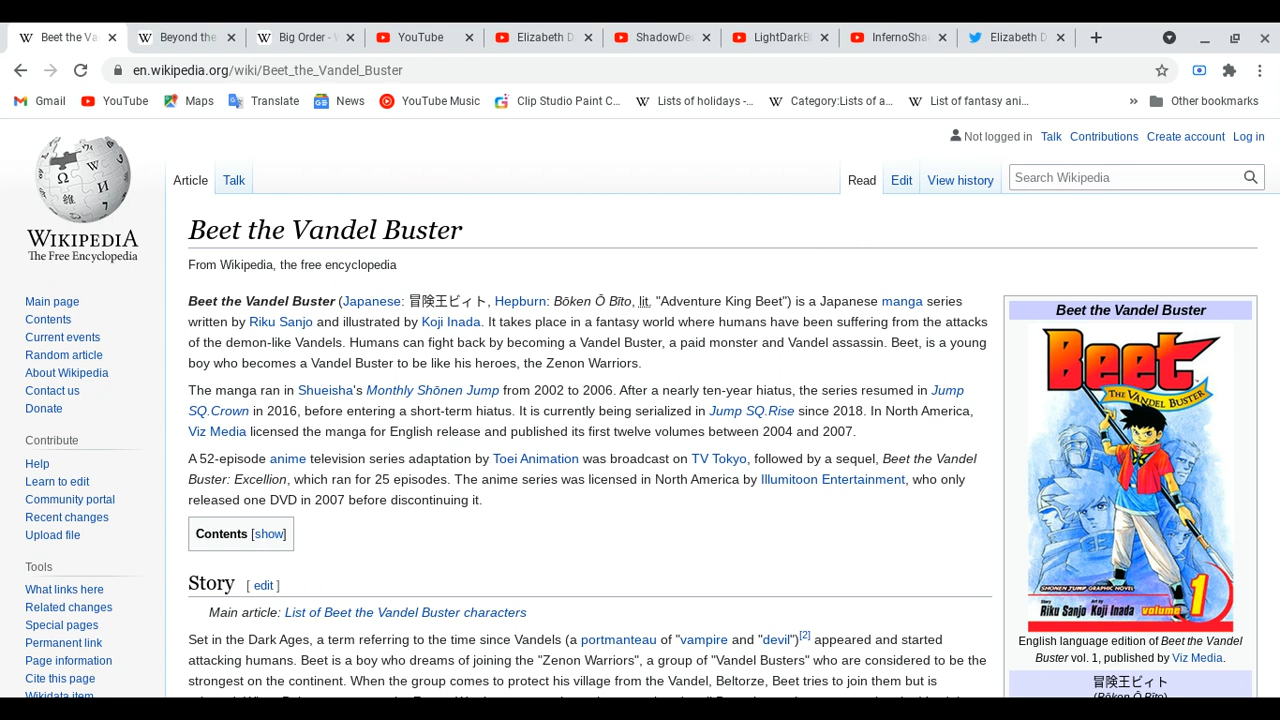 Beet the Va
Beyond the
Big Order - W
YouTube
Elizabeth D
ShadowDea
LightDarkB
InfernoSha
Elizabeth D
en.wikipedia.org/wiki/Beet_the_Vandel_Buster
Gmail
YouTube
Maps
Translate
News
YouTube Music
Clip Studio Paint C...
Lists of holidays -...
Category:Lists of a...
List of fantasy ani...
»
Other bookmarks
Not logged in Talk Contributions Create account Log in
Article Talk
Read Edit View history
Search Wikipedia
WIKIPEDIA
The Free Encyclopedia
Main page
Contents
Current events
Random article
About Wikipedia
Contact us
Donate
Contribute
Help
Learn to edit
Community portal
Recent changes
Upload file
Tools
What links here
Related changes
Special pages
Permanent link
Page information
Cite this page
Wikidata item
Beet the Vandel Buster
From Wikipedia, the free encyclopedia
Beet the Vandel Buster (Japanese: 冒険王ビィト, Hepburn: Bōken Ō Bīto, lit. "Adventure King Beet") is a Japanese manga series
written by Riku Sanjo and illustrated by Koji Inada. It takes place in a fantasy world where humans have been suffering from the attacks
of the demon-like Vandels. Humans can fight back by becoming a Vandel Buster, a paid monster and Vandel assassin. Beet, is a young
boy who becomes a Vandel Buster to be like his heroes, the Zenon Warriors.
The manga ran in Shueisha's Monthly Shōnen Jump from 2002 to 2006. After a nearly ten-year hiatus, the series resumed in Jump
SQ.Crown in 2016, before entering a short-term hiatus. It is currently being serialized in Jump SQ.Rise since 2018. In North America,
Viz Media licensed the manga for English release and published its first twelve volumes between 2004 and 2007.
A 52-episode anime television series adaptation by Toei Animation was broadcast on TV Tokyo, followed by a sequel, Beet the Vandel
Buster: Excellion, which ran for 25 episodes. The anime series was licensed in North America by Illumitoon Entertainment, who only
released one DVD in 2007 before discontinuing it.
Contents [show]
Story [ edit ]
Main article: List of Beet the Vandel Buster characters
Set in the Dark Ages, a term referring to the time since Vandels (a portmanteau of "vampire and "devil")[2] appeared and started
attacking humans. Beet is a boy who dreams of joining the "Zenon Warriors", a group of "Vandel Busters" who are considered to be the
strongest on the continent. When the group comes to protect his village from the Vandel, Beltorze, Beet tries to join them but is
Beet the Vandel Buster
Beet
THE VANDEL BUSTER
SHONEN JUMP GRAPHIC NOVEL
Story Art by
Riku Sanjo Koji Inada volume 1
English language edition of Beet the Vandel
Buster vol. 1, published by Viz Media.
冒険王ビィト
(Bōken Ō Bīto)